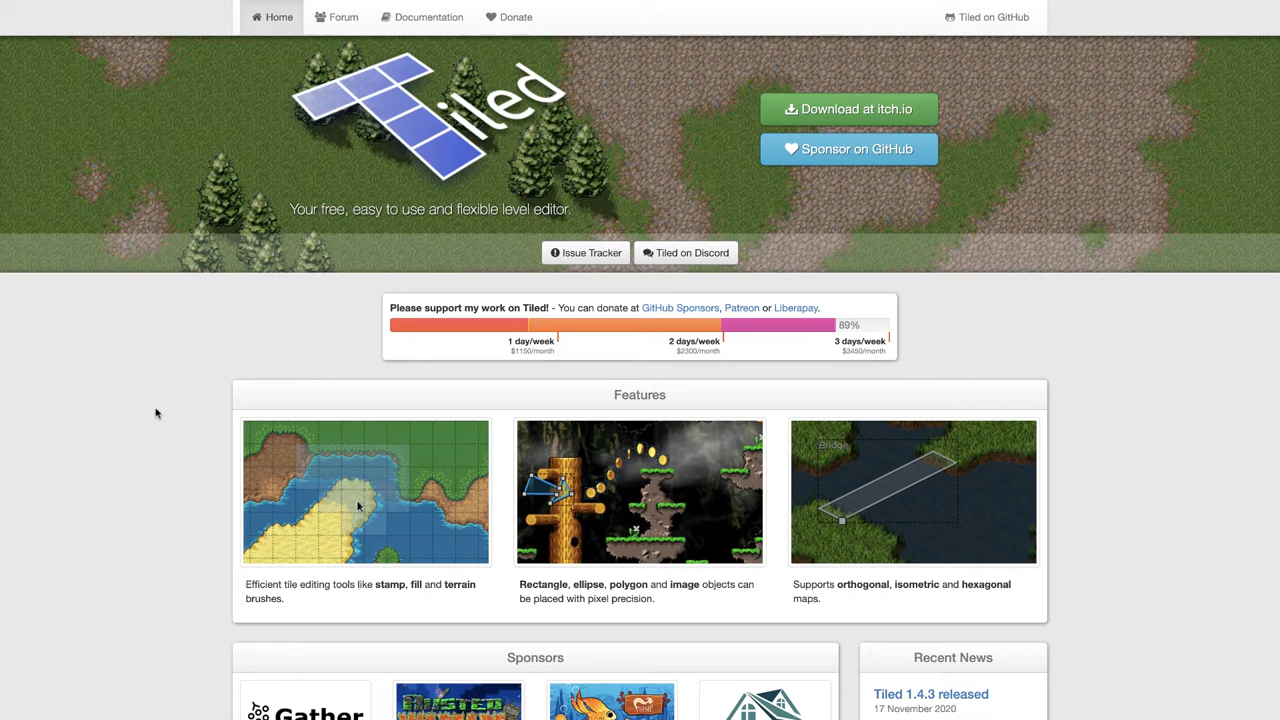 Home Forum Documentation Donate Tiled on GitHub
Tiled
Download at itch.io
Sponsor on GitHub
Your free, easy to use and flexible level editor.
Issue Tracker Tiled on Discord
Please support my work on Tiled! - You can donate at GitHub Sponsors, Patreon or Liberapay.
89%
1 day/week 2 days/week 3 days/week
$1150/month $2300/month $3450/month
Features
Bridge
Efficient tile editing tools like stamp, fill and terrain
brushes.
Rectangle, ellipse, polygon and image objects can
be placed with pixel precision.
Supports orthogonal, isometric and hexagonal
maps.
Sponsors
Recent News
Tiled 1.4.3 released
17 November 2020
Gather